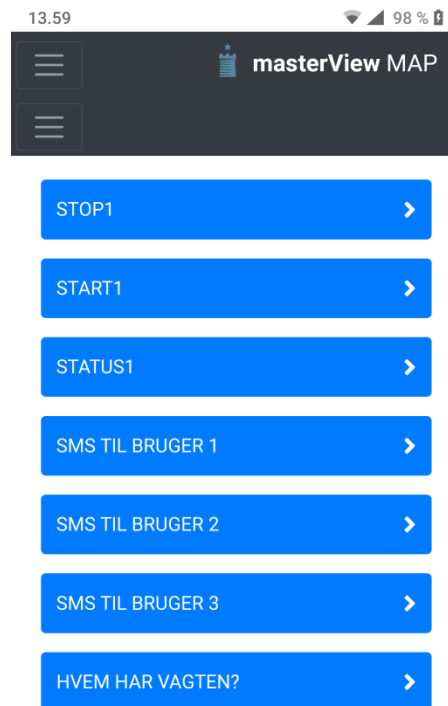 13.59 98 %
masterView MAP
STOP1
START1
STATUS1
SMS TIL BRUGER 1
SMS TIL BRUGER 2
SMS TIL BRUGER 3
HVEM HAR VAGTEN?